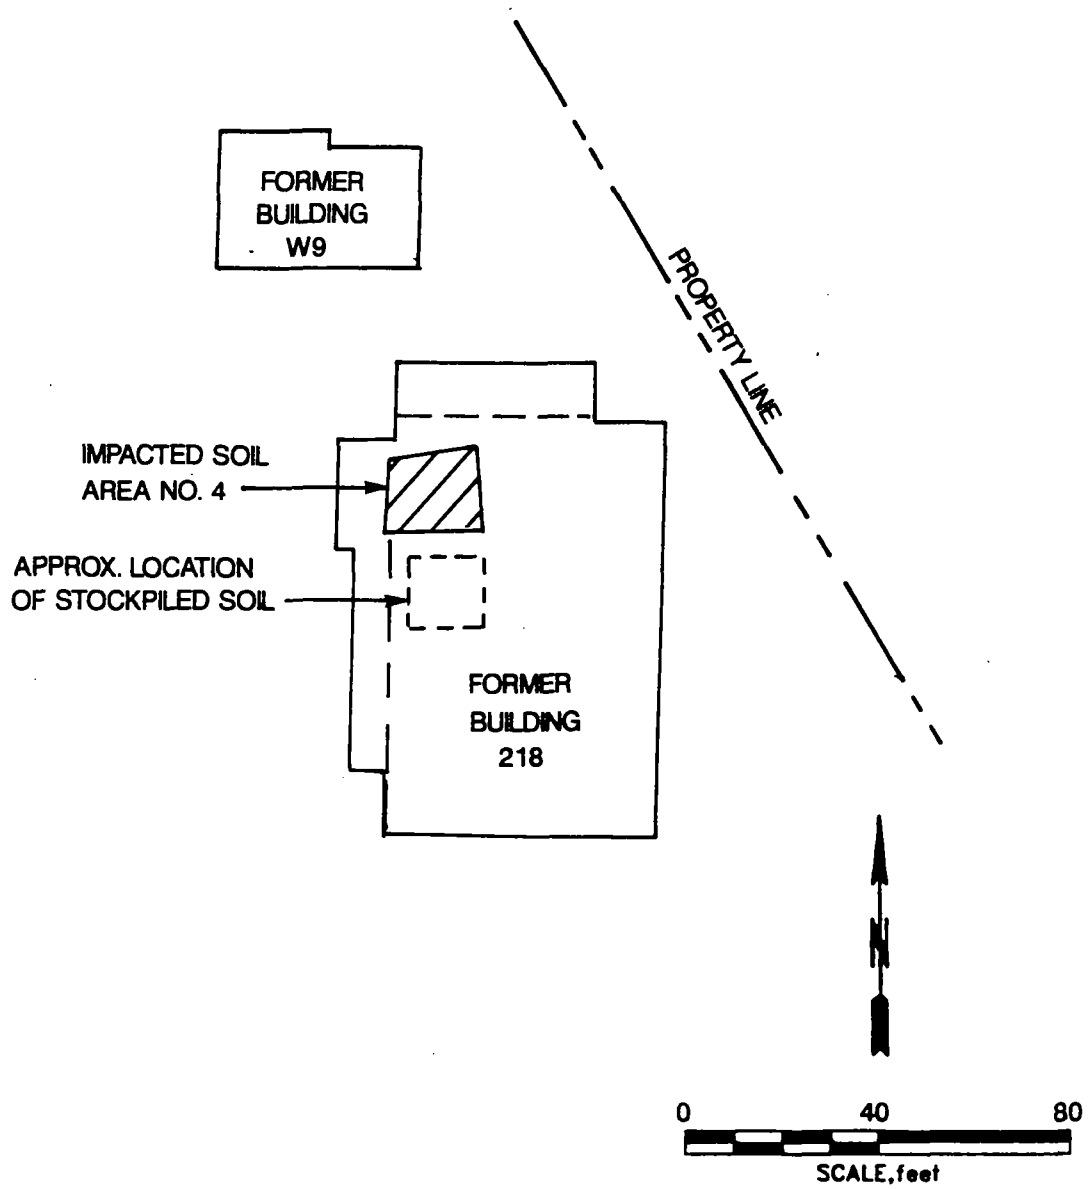 FORMER
BUILDING
W9
PROPERTY LINE
IMPACTED SOIL
AREA NO. 4
APPROX. LOCATION
OF STOCKPILED SOIL
FORMER
BUILDING
218
N
0 40 80
SCALE, feet